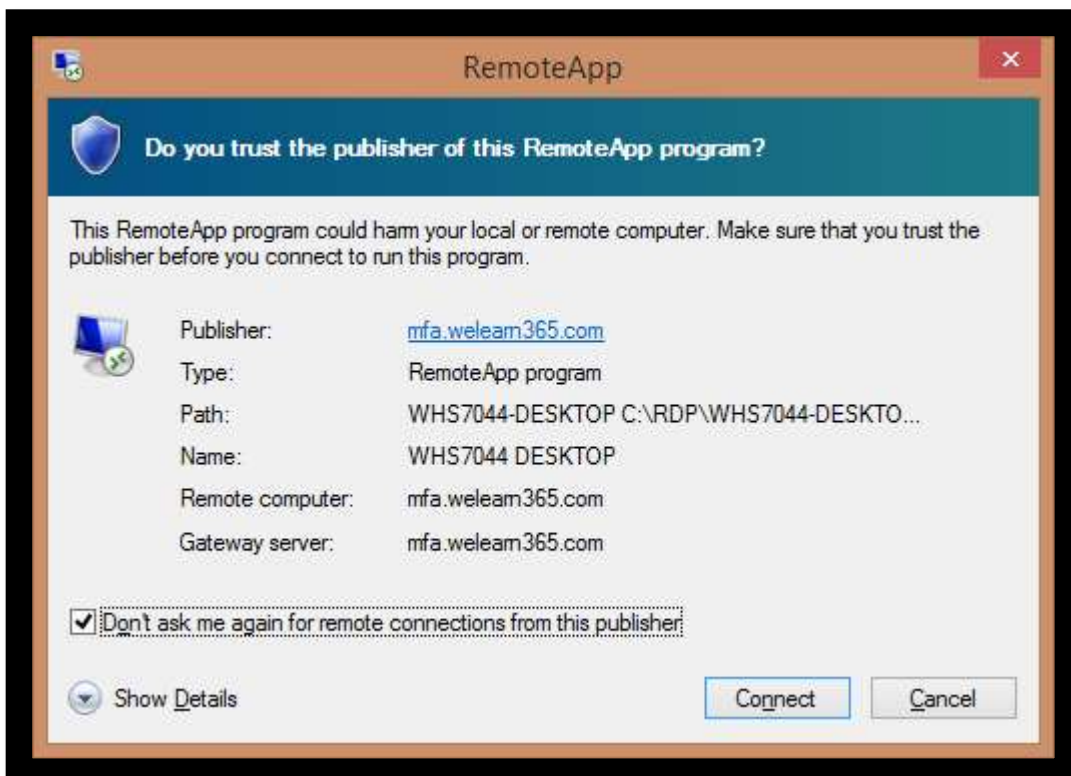 RemoteApp
Do you trust the publisher of this RemoteApp program?
This RemoteApp program could harm your local or remote computer. Make sure that you trust the
publisher before you connect to run this program.
Publisher: mfa.welearn365.com
Type: RemoteApp program
Path: WHS7044-DESKTOP C:\RDP\WHS7044-DESKTO...
Name: WHS7044 DESKTOP
Remote computer: mfa.welearn365.com
Gateway server: mfa.welearn365.com
Don't ask me again for remote connections from this publisher
Show Details Connect Cancel